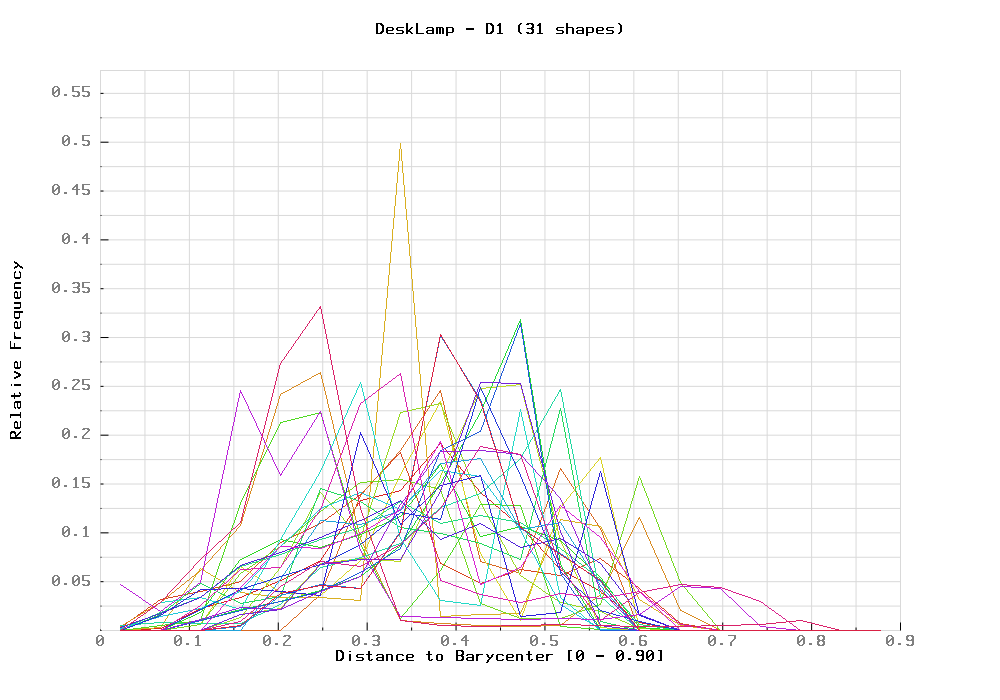 DeskLamp - D1 (31 shapes)
0.55
0.5
0.45
0.4
0.35
0.3
0.25
0.2
0.15
0.1
0.05
Relative Frequency
0 0.1 0.2 0.3 0.4 0.5 0.6 0.7 0.8 0.9
Distance to Barycenter [0 - 0.90]